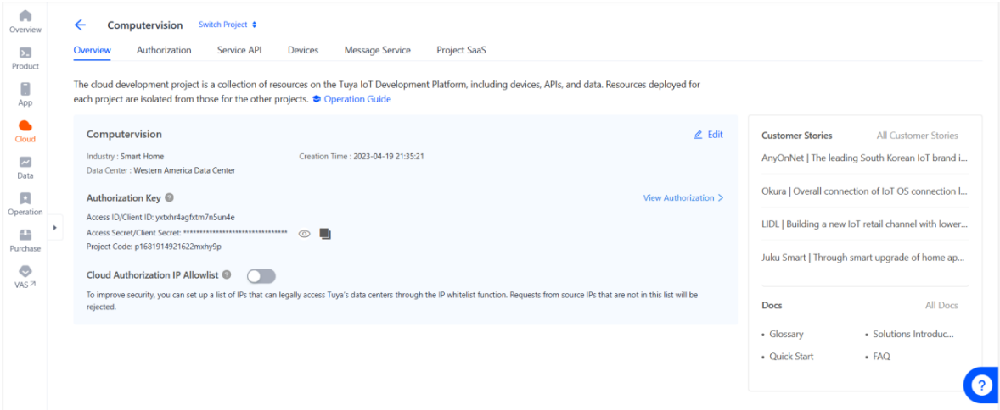 Overview
Product
App
Cloud
Data
Operation
Purchase
VAS
Computervision Switch Project
Overview Authorization Service API Devices Message Service Project SaaS
The cloud development project is a collection of resources on the Tuya IoT Development Platform, including devices, APIs, and data. Resources deployed for
each project are isolated from those for the other projects. Operation Guide
Computervision Edit
Industry : Smart Home Creation Time : 2023-04-19 21:35:21
Data Center : Western America Data Center
Authorization Key View Authorization >
Access ID/Client ID: yxtxhr4agfxtm7n5un4e
Access Secret/Client Secret: ********************************
Project Code: p1681914921622mxhy9p
Cloud Authorization IP Allowlist
To improve security, you can set up a list of IPs that can legally access Tuya's data centers through the IP whitelist function. Requests from source IPs that are not in this list will be
rejected.
Customer Stories All Customer Stories
AnyOnNet | The leading South Korean IoT brand i...
Okura | Overall connection of IoT OS connection l...
LIDL | Building a new IoT retail channel with lower...
Juku Smart | Through smart upgrade of home ap...
Docs All Docs
• Glossary • Solutions Introduc...
• Quick Start • FAQ
?